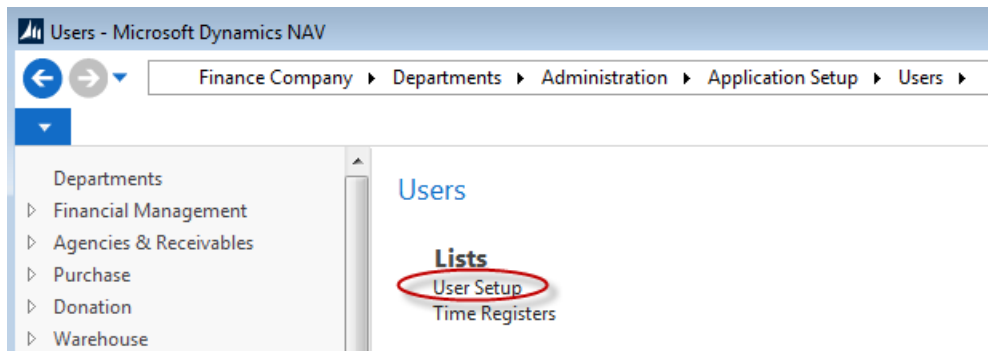 Users - Microsoft Dynamics NAV
Finance Company ▸ Departments ▸ Administration ▸ Application Setup ▸ Users ▸
Departments
Financial Management
Agencies & Receivables
Purchase
Donation
Warehouse
Users
Lists
User Setup
Time Registers